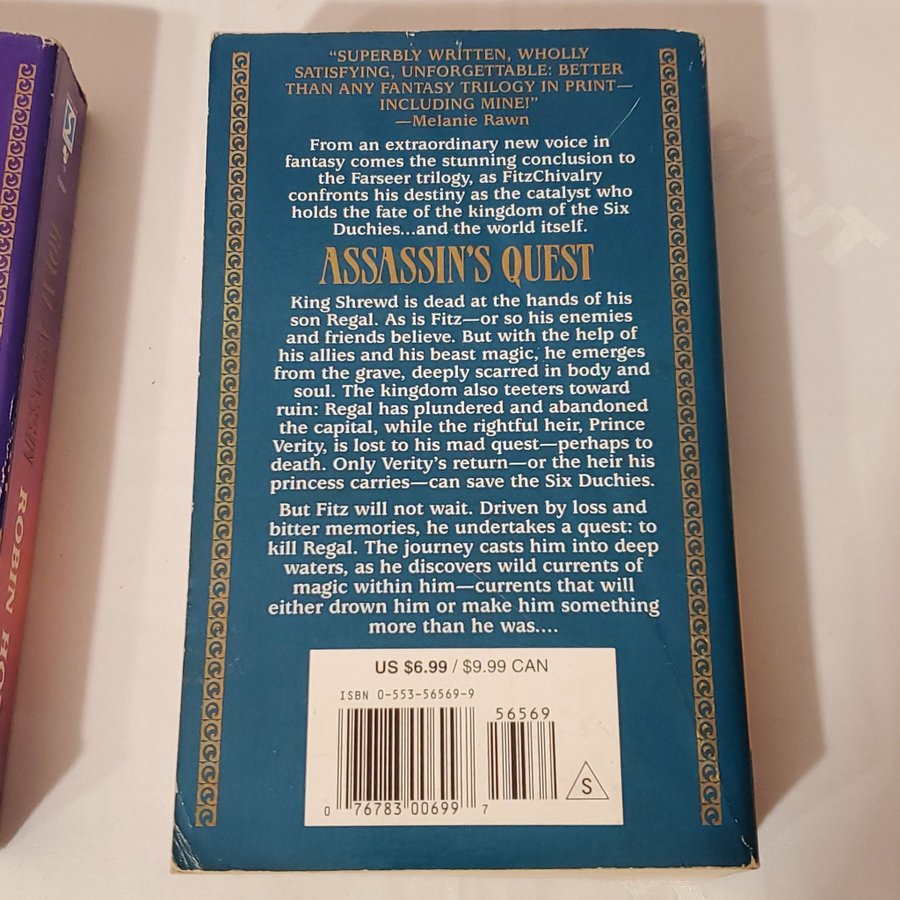 “SUPERBLY WRITTEN, WHOLLY
SATISFYING, UNFORGETTABLE: BETTER
THAN ANY FANTASY TRILOGY IN PRINT—
INCLUDING MINE!”
—Melanie Rawn
From an extraordinary new voice in
fantasy comes the stunning conclusion to
the Farseer trilogy, as FitzChivalry
confronts his destiny as the catalyst who
holds the fate of the kingdom of the Six
Duchies...and the world itself.
ASSASSIN'S QUEST
King Shrewd is dead at the hands of his
son Regal. As is Fitz—or so his enemies
and friends believe. But with the help of
his allies and his beast magic, he emerges
from the grave, deeply scarred in body and
soul. The kingdom also teeters toward
ruin: Regal has plundered and abandoned
the capital, while the rightful heir, Prince
Verity, is lost to his mad quest—perhaps to
death. Only Verity's return—or the heir his
princess carries—can save the Six Duchies.
But Fitz will not wait. Driven by loss and
bitter memories, he undertakes a quest: to
kill Regal. The journey casts him into deep
waters, as he discovers wild currents of
magic within him—currents that will
either drown him or make him something
more than he was....
US $6.99 / $9.99 CAN
ISBN 0-553-56569-9
56569
S
0 76783 00699 7
ROBIN